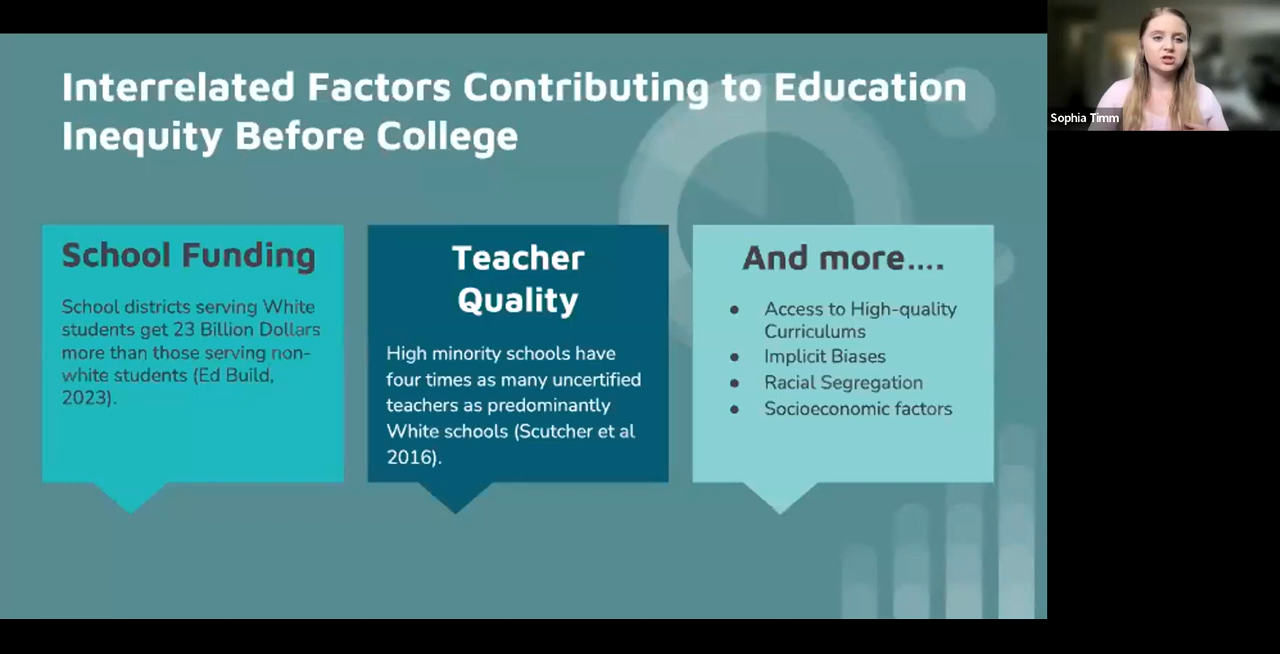 Interrelated Factors Contributing to Education
Inequity Before College
School Funding
School districts serving White
students get 23 Billion Dollars
more than those serving non-
white students (Ed Build,
2023).
Teacher
Quality
High minority schools have
four times as many uncertified
teachers as predominantly
White schools (Scutcher et al
2016).
And more....
● Access to High-quality
Curriculums
● Implicit Biases
● Racial Segregation
● Socioeconomic factors
Sophia Timm